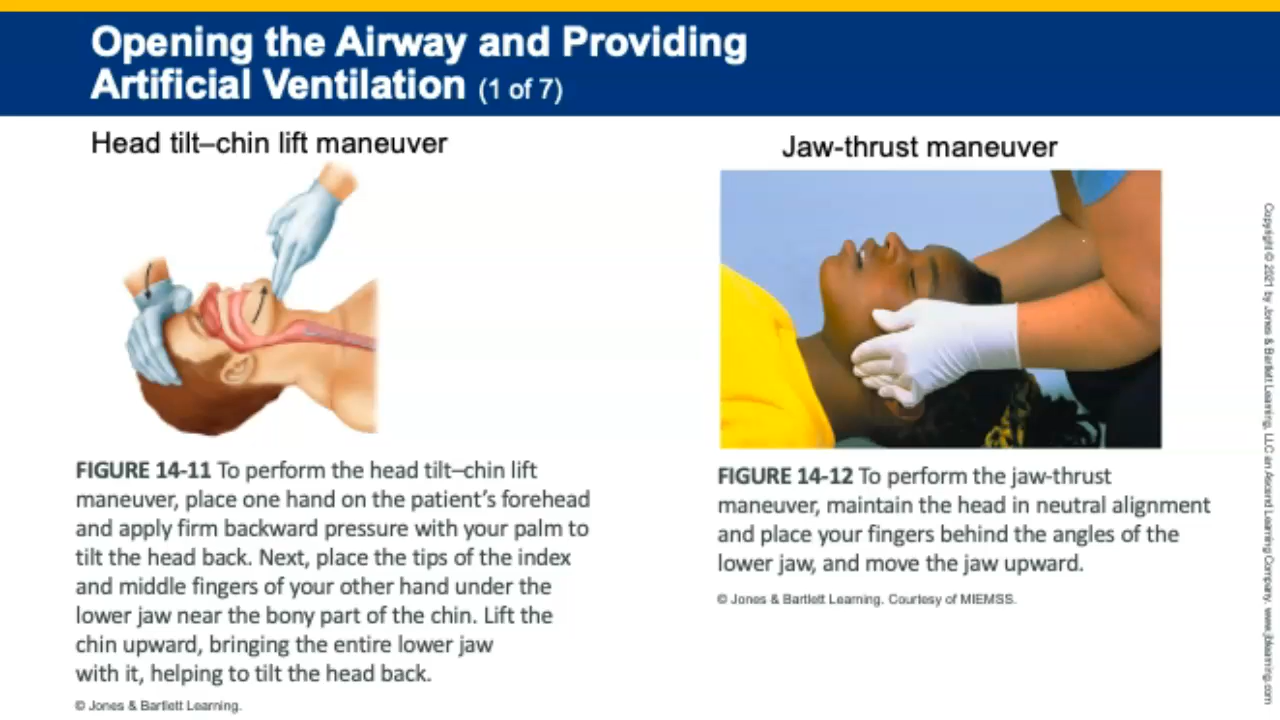 Opening the Airway and Providing
Artificial Ventilation (1 of 7)
Head tilt–chin lift maneuver
FIGURE 14-11 To perform the head tilt–chin lift
maneuver, place one hand on the patient's forehead
and apply firm backward pressure with your palm to
tilt the head back. Next, place the tips of the index
and middle fingers of your other hand under the
lower jaw near the bony part of the chin. Lift the
chin upward, bringing the entire lower jaw
with it, helping to tilt the head back.
© Jones & Bartlett Learning.
Jaw-thrust maneuver
FIGURE 14-12 To perform the jaw-thrust
maneuver, maintain the head in neutral alignment
and place your fingers behind the angles of the
lower jaw, and move the jaw upward.
© Jones & Bartlett Learning. Courtesy of MIEMSS.
Copyright © 2021 by Jones & Bartlett Learning, LLC an Ascend Learning Company. www.jblearning.com